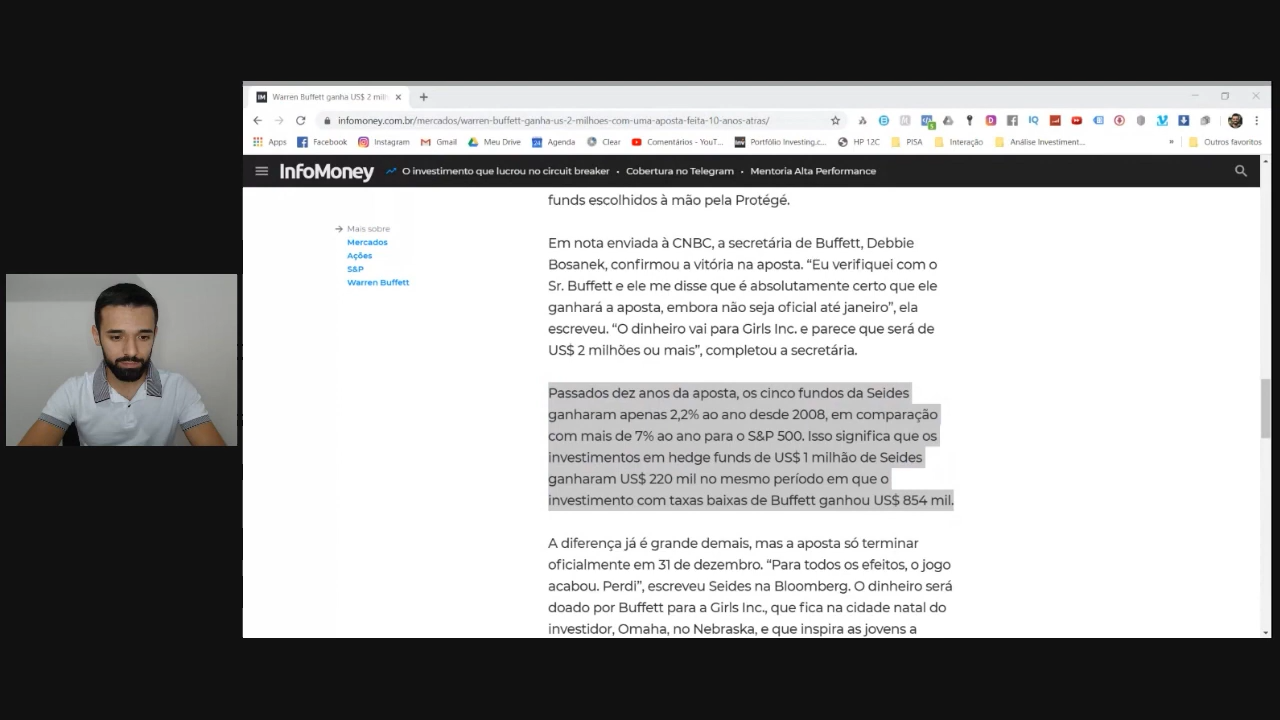 Warren Buffett ganha US$ 2 milh
infomoney.com.br/mercados/warren-buffett-ganha-us-2-milhoes-com-uma-aposta-feita-10-anos-atras/
Apps Facebook Instagram Gmail Meu Drive Agenda Clear Comentários - YouT... Portfólio Investing.c... HP 12C PISA Interação Análise Investiment... » Outros favoritos
InfoMoney O investimento que lucrou no circuit breaker • Cobertura no Telegram • Mentoria Alta Performance
funds escolhidos à mão pela Protégé.
Mais sobre
Mercados
Ações
S&P
Warren Buffett
Em nota enviada à CNBC, a secretária de Buffett, Debbie
Bosanek, confirmou a vitória na aposta. “Eu verifiquei com o
Sr. Buffett e ele me disse que é absolutamente certo que ele
ganhará a aposta, embora não seja oficial até janeiro”, ela
escreveu. “O dinheiro vai para Girls Inc. e parece que será de
US$ 2 milhões ou mais”, completou a secretária.
Passados dez anos da aposta, os cinco fundos da Seides
ganharam apenas 2,2% ao ano desde 2008, em comparação
com mais de 7% ao ano para o S&P 500. Isso significa que os
investimentos em hedge funds de US$ 1 milhão de Seides
ganharam US$ 220 mil no mesmo período em que o
investimento com taxas baixas de Buffett ganhou US$ 854 mil.
A diferença já é grande demais, mas a aposta só terminar
oficialmente em 31 de dezembro. “Para todos os efeitos, o jogo
acabou. Perdi”, escreveu Seides na Bloomberg. O dinheiro será
doado por Buffett para a Girls Inc., que fica na cidade natal do
investidor, Omaha, no Nebraska, e que inspira as jovens a